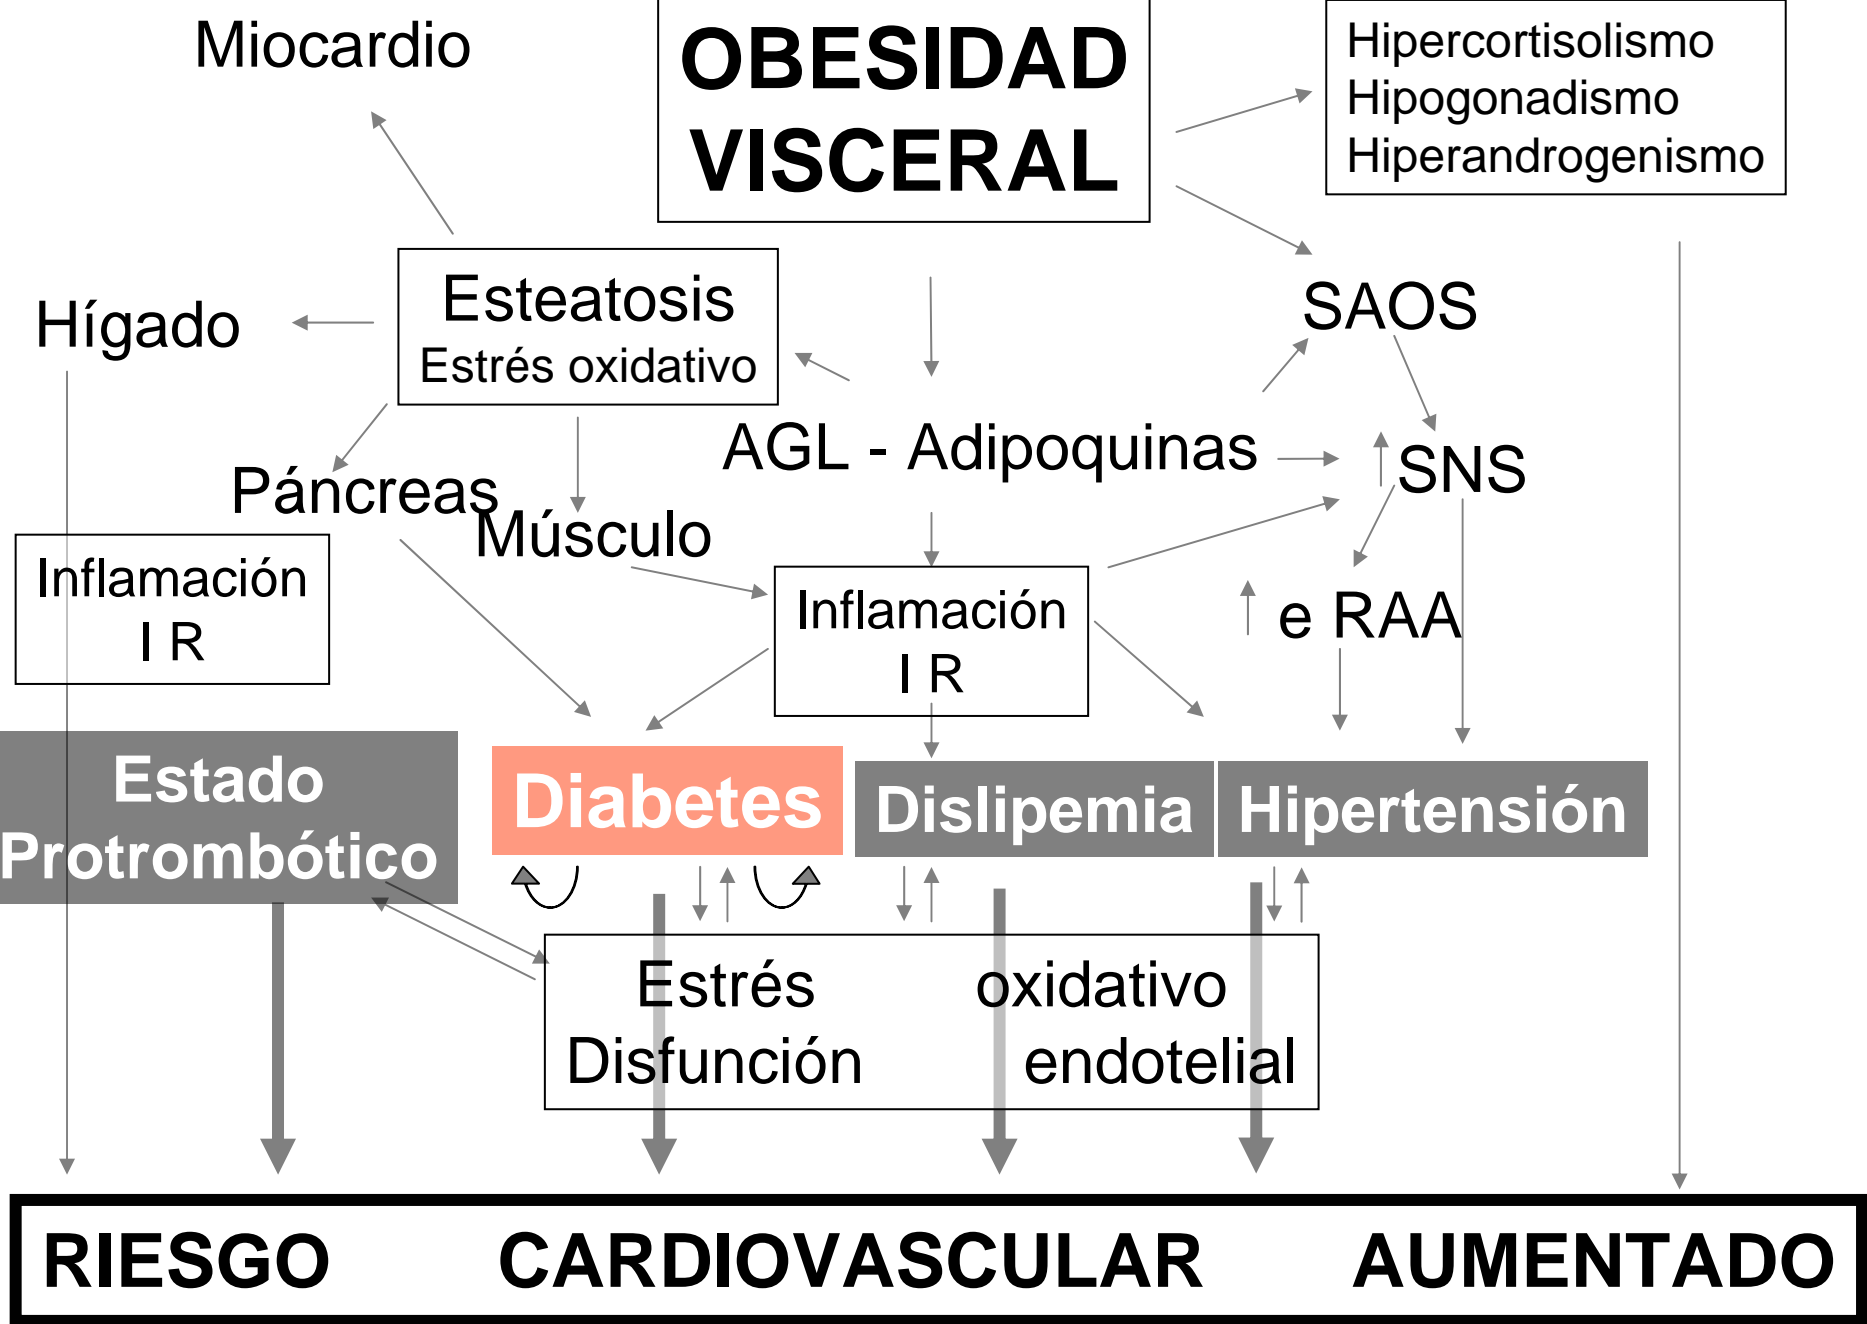 Miocardio
OBESIDAD
VISCERAL
Hipercortisolismo
Hipogonadismo
Hiperandrogenismo
Hígado
Esteatosis
Estrés oxidativo
SAOS
AGL - Adipoquinas
SNS
Páncreas
Músculo
Inflamación
I R
Inflamación
I R
e RAA
Estado
Protrombótico
Diabetes
Dislipemia
Hipertensión
Estrés oxidativo
Disfunción endotelial
RIESGO CARDIOVASCULAR AUMENTADO